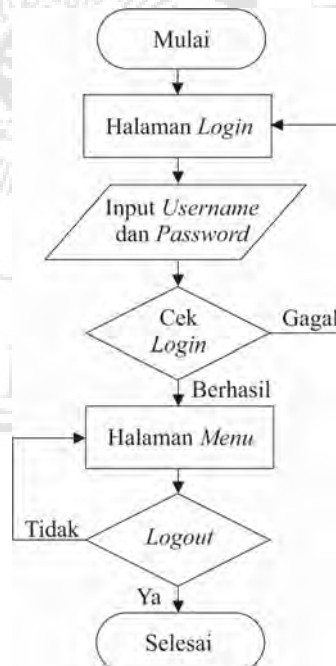 Mulai
Halaman Login
Input Username
dan Password
Cek
Login
Gagal
Berhasil
Halaman Menu
Tidak
Logout
Ya
Selesai